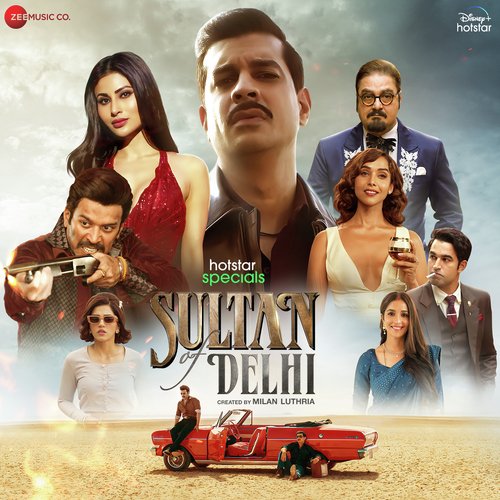 ZEE MUSIC CO.
Disney+
hotstar
hotstar
specials
SULTAN
of
DELHI
CREATED BY MILAN LUTHRIA